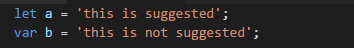 let a = 'this is suggested';
var b = 'this is not suggested';